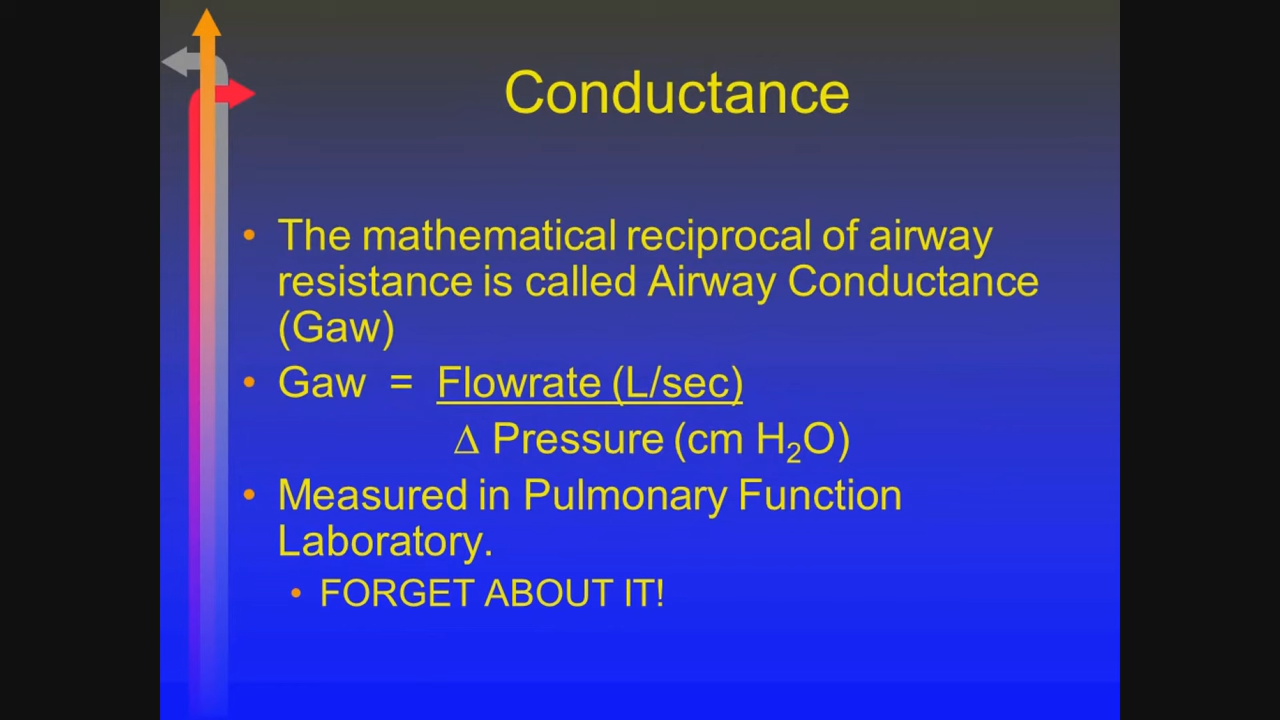 Conductance
• The mathematical reciprocal of airway
resistance is called Airway Conductance
(Gaw)
• Gaw = Flowrate (L/sec)
∆ Pressure (cm H₂O)
• Measured in Pulmonary Function
Laboratory.
• FORGET ABOUT IT!